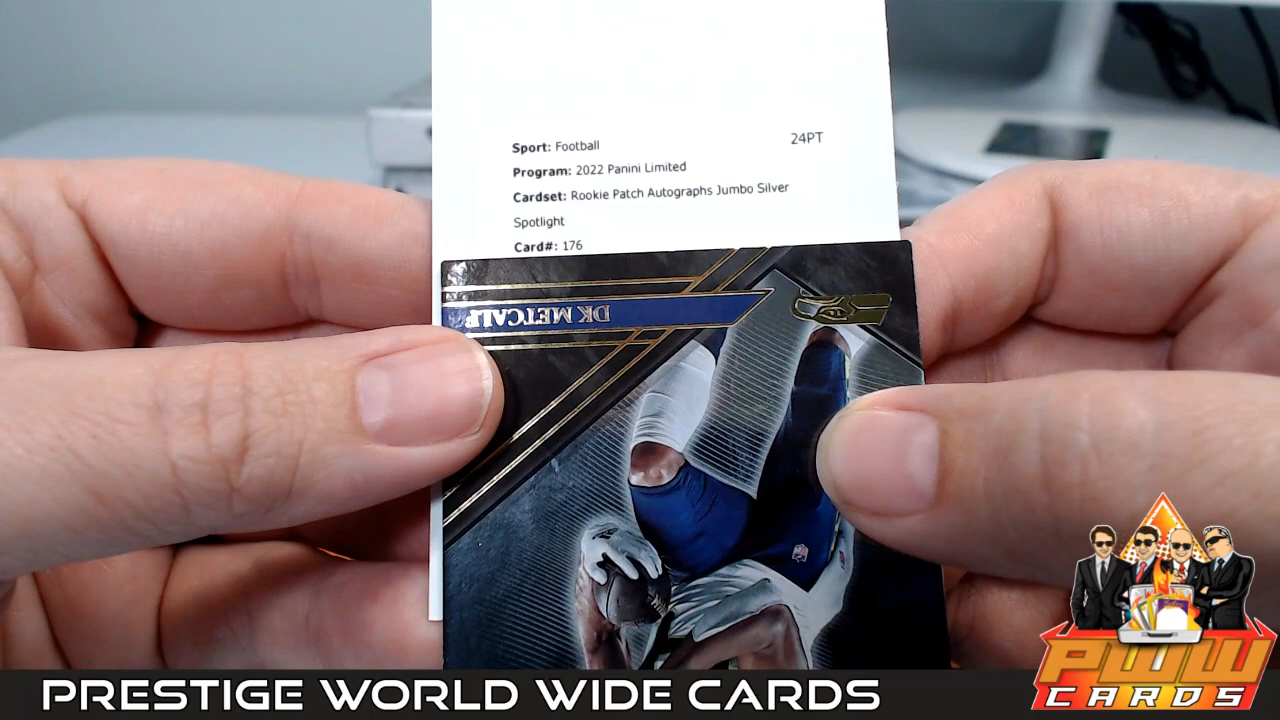 Sport: Football
24PT
Program: 2022 Panini Limited
Cardset: Rookie Patch Autographs Jumbo Silver
Spotlight
Card#: 176
DK METCALF
PRESTIGE WORLD WIDE CARDS
PWW
CARDS